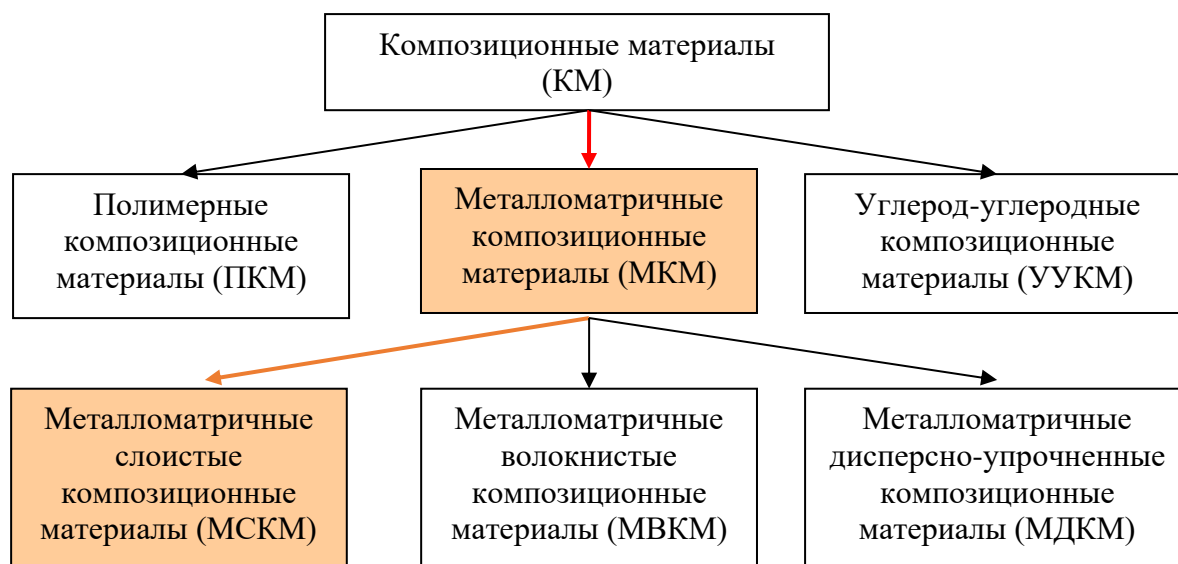 Композиционные материалы
(КМ)
Полимерные
композиционные
материалы (ПКМ)
Металломатричные
композиционные
материалы (МКМ)
Углерод-углеродные
композиционные
материалы (УУКМ)
Металломатричные
слоистые
композиционные
материалы (МСКМ)
Металломатричные
волокнистые
композиционные
материалы (МВКМ)
Металломатричные
дисперсно-упрочненные
композиционные
материалы (МДКМ)